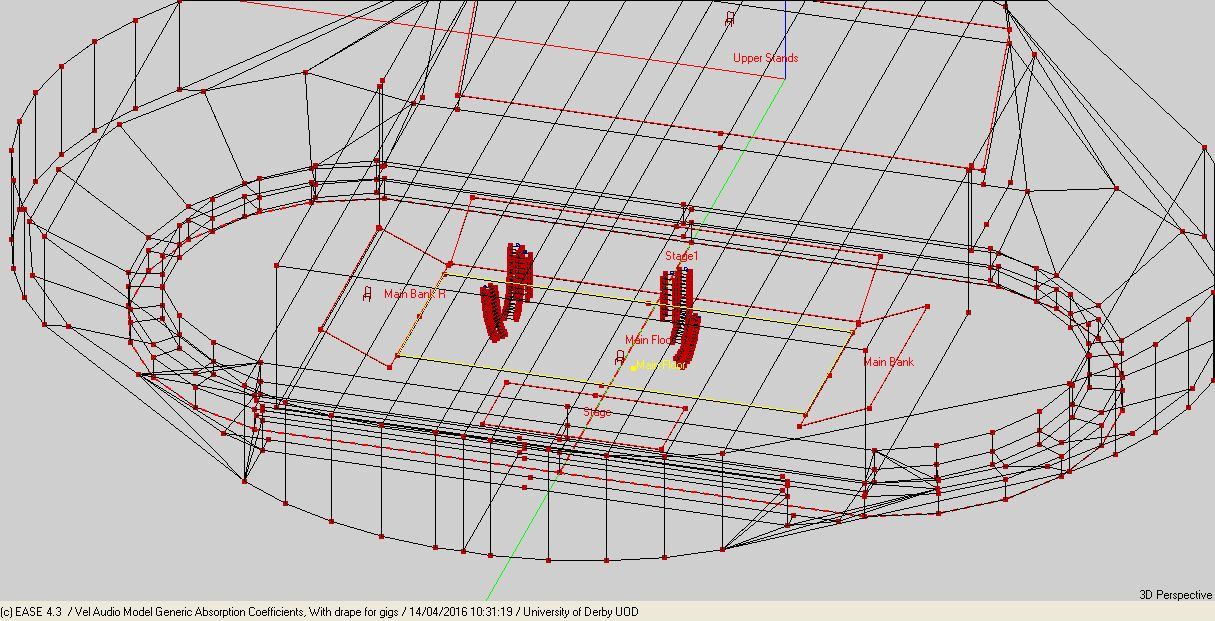 Upper Stands
Stage1
Main Bank H
Main Floor
Main Floor
Main Bank
Stage
3D Perspective
(c) EASE 4.3 / Vel Audio Model Generic Absorption Coefficients, With drape for gigs / 14/04/2016 10:31:19 / University of Derby UOD